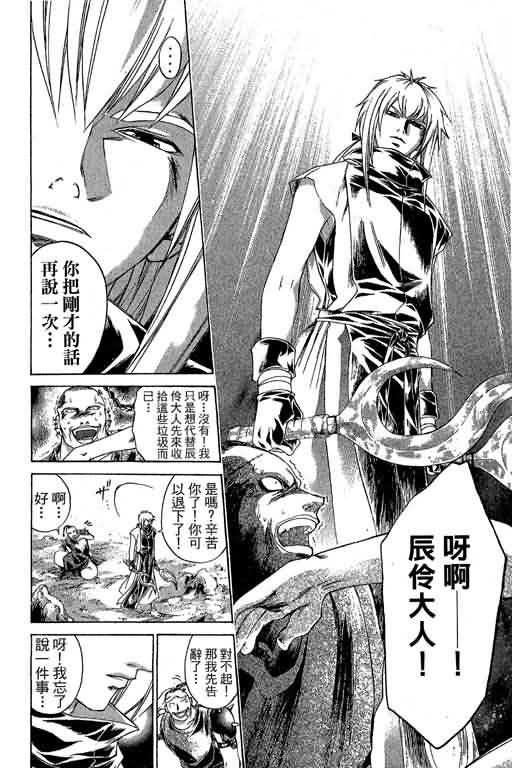 呀啊——！
辰伶大人！
…
你把剛才的話
再說一次…
呀…沒有！我
只是想代替辰
伶大人先來收
拾這些垃圾而
已…
是嗎？辛苦
你了！你可
以退下了！
ザッ
啊…
好…
對不起！
那我先告
辭了…
呀！我忘了
說一件事…